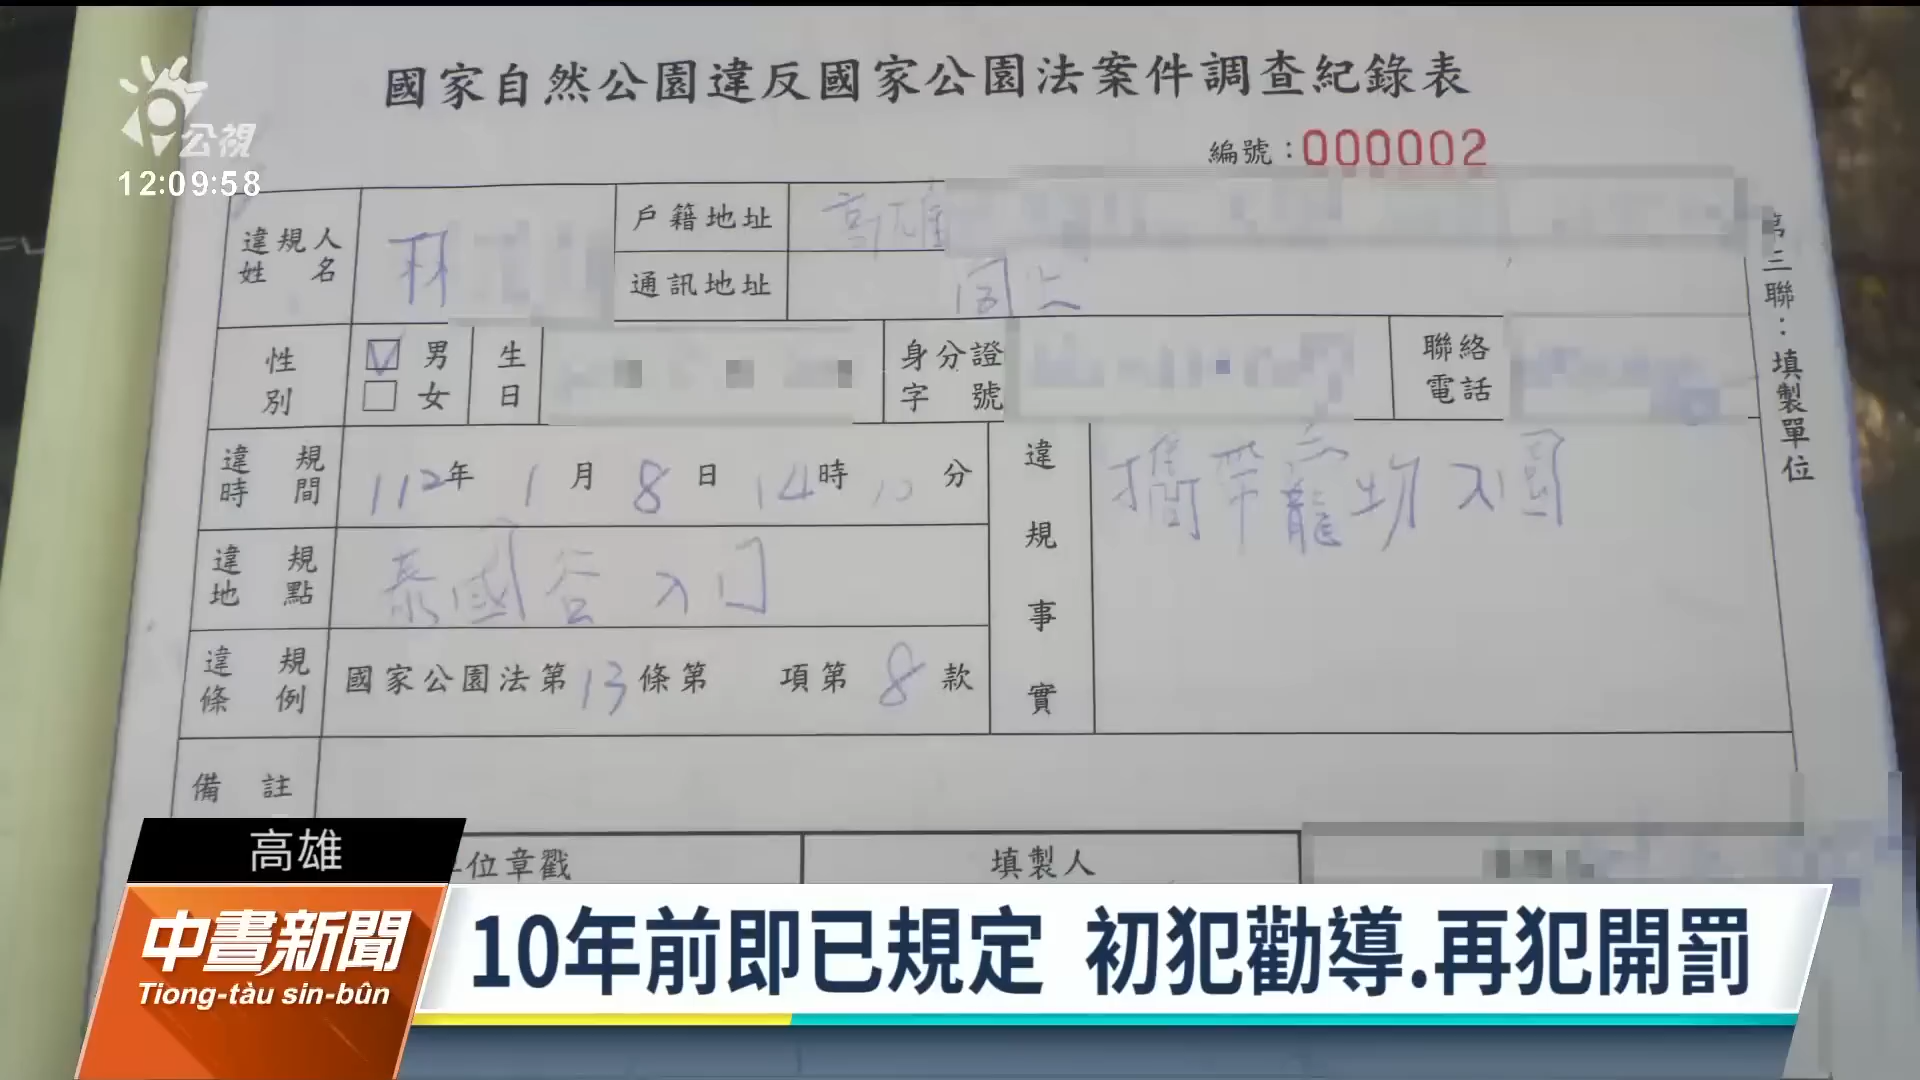 國家自然公園違反國家公園法案件調查紀錄表
公視
12:09:58
編號：000002
違規人姓名 林
戶籍地址 高雄
通訊地址 同上
第三聯：填製單位
性別 男 女
生日
身分證字號
聯絡電話
違規時間 112年1月8日14時 分
違規事實 攜帶寵物入園
違規地點 泰國谷入口
違規條例 國家公園法第13條第 項第8款
備註
位章戳
填製人
高雄
中晝新聞
Tiong-tàu sin-bûn
10年前即已規定 初犯勸導.再犯開罰